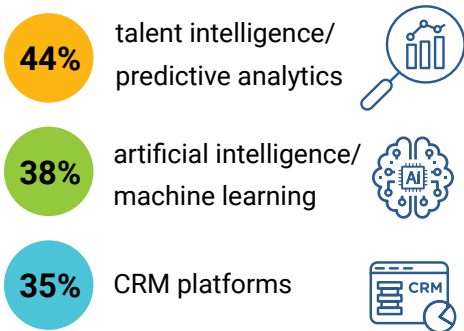 44%
talent intelligence/
predictive analytics
38%
artificial intelligence/
machine learning
AI
35%
CRM platforms
CRM